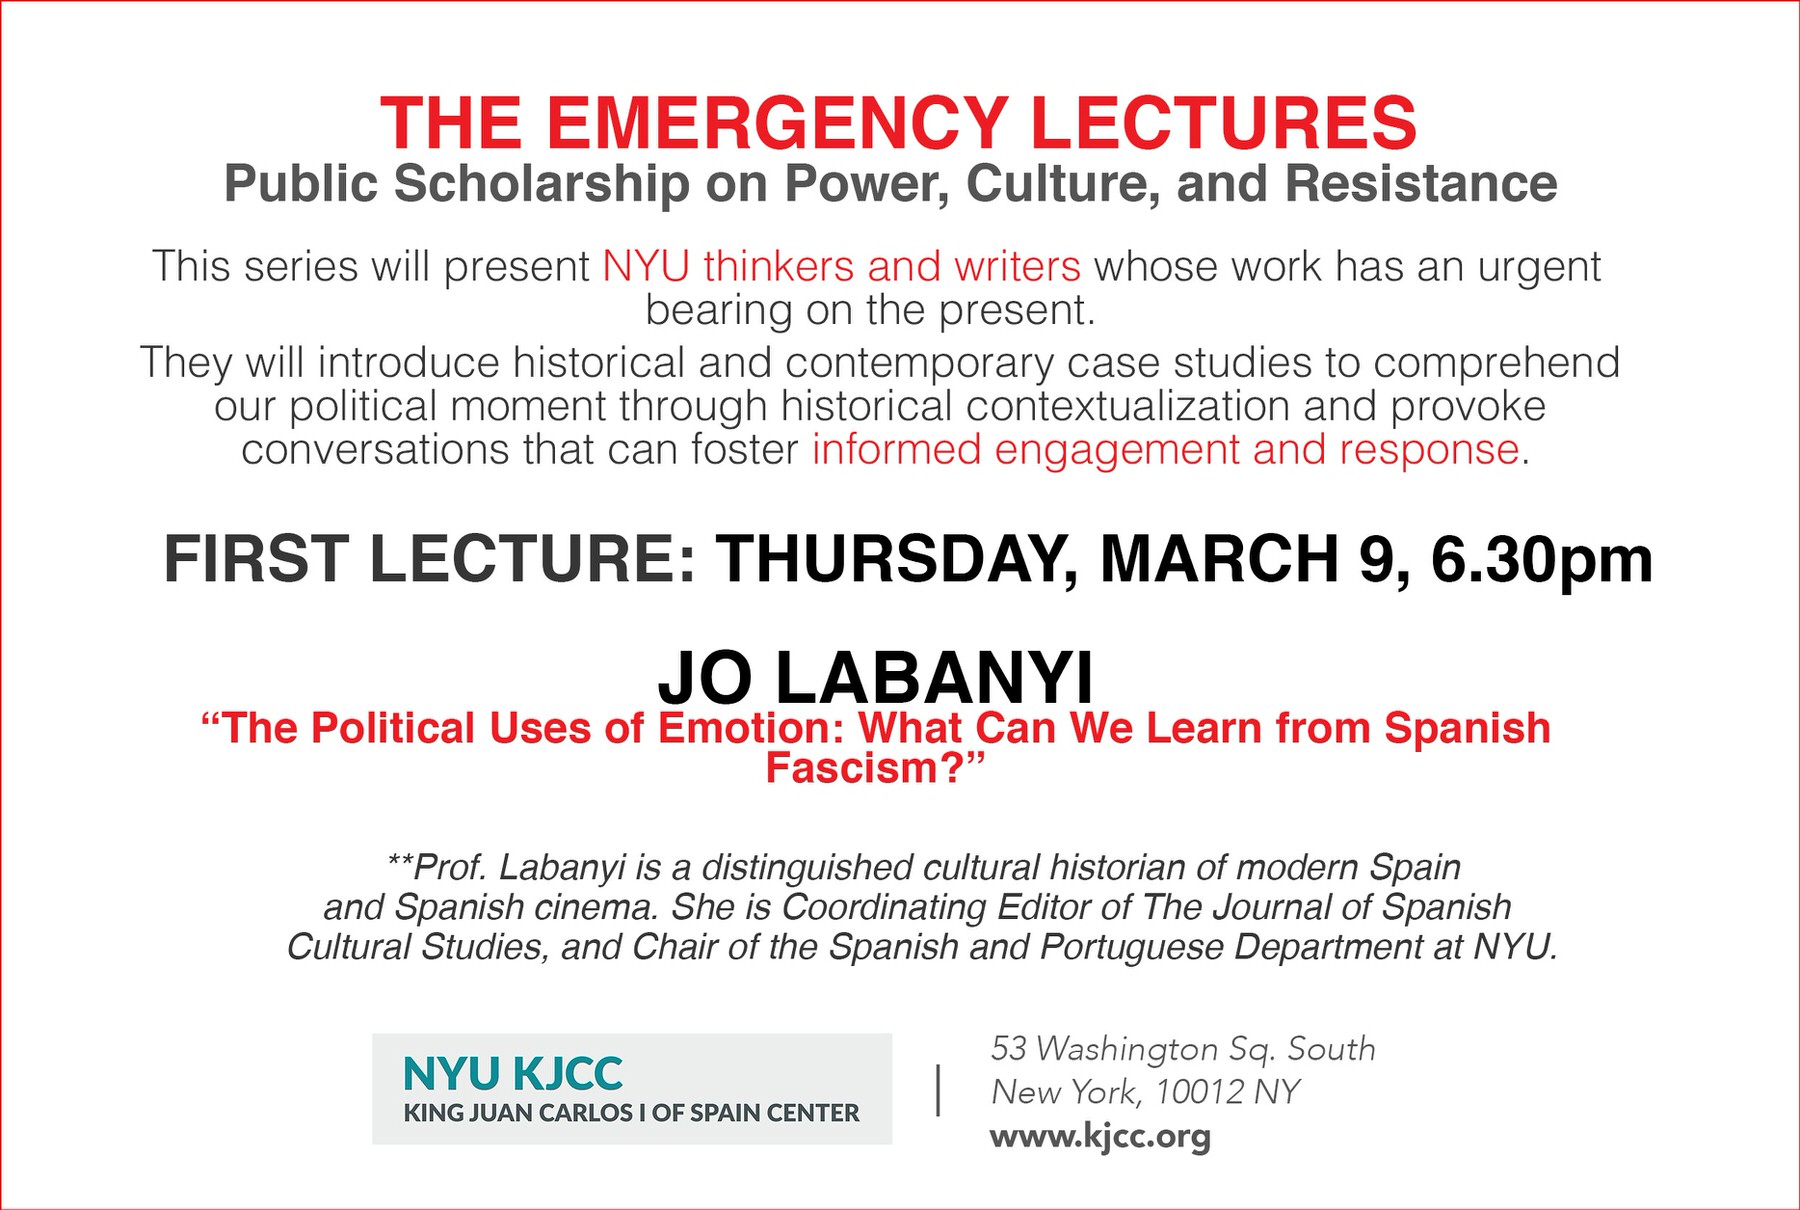 THE EMERGENCY LECTURES
Public Scholarship on Power, Culture, and Resistance
This series will present NYU thinkers and writers whose work has an urgent
bearing on the present.
They will introduce historical and contemporary case studies to comprehend
our political moment through historical contextualization and provoke
conversations that can foster informed engagement and response.
FIRST LECTURE: THURSDAY, MARCH 9, 6.30pm
JO LABANYI
“The Political Uses of Emotion: What Can We Learn from Spanish
Fascism?”
**Prof. Labanyi is a distinguished cultural historian of modern Spain
and Spanish cinema. She is Coordinating Editor of The Journal of Spanish
Cultural Studies, and Chair of the Spanish and Portuguese Department at NYU.
NYU KJCC
KING JUAN CARLOS I OF SPAIN CENTER
53 Washington Sq. South
New York, 10012 NY
www.kjcc.org